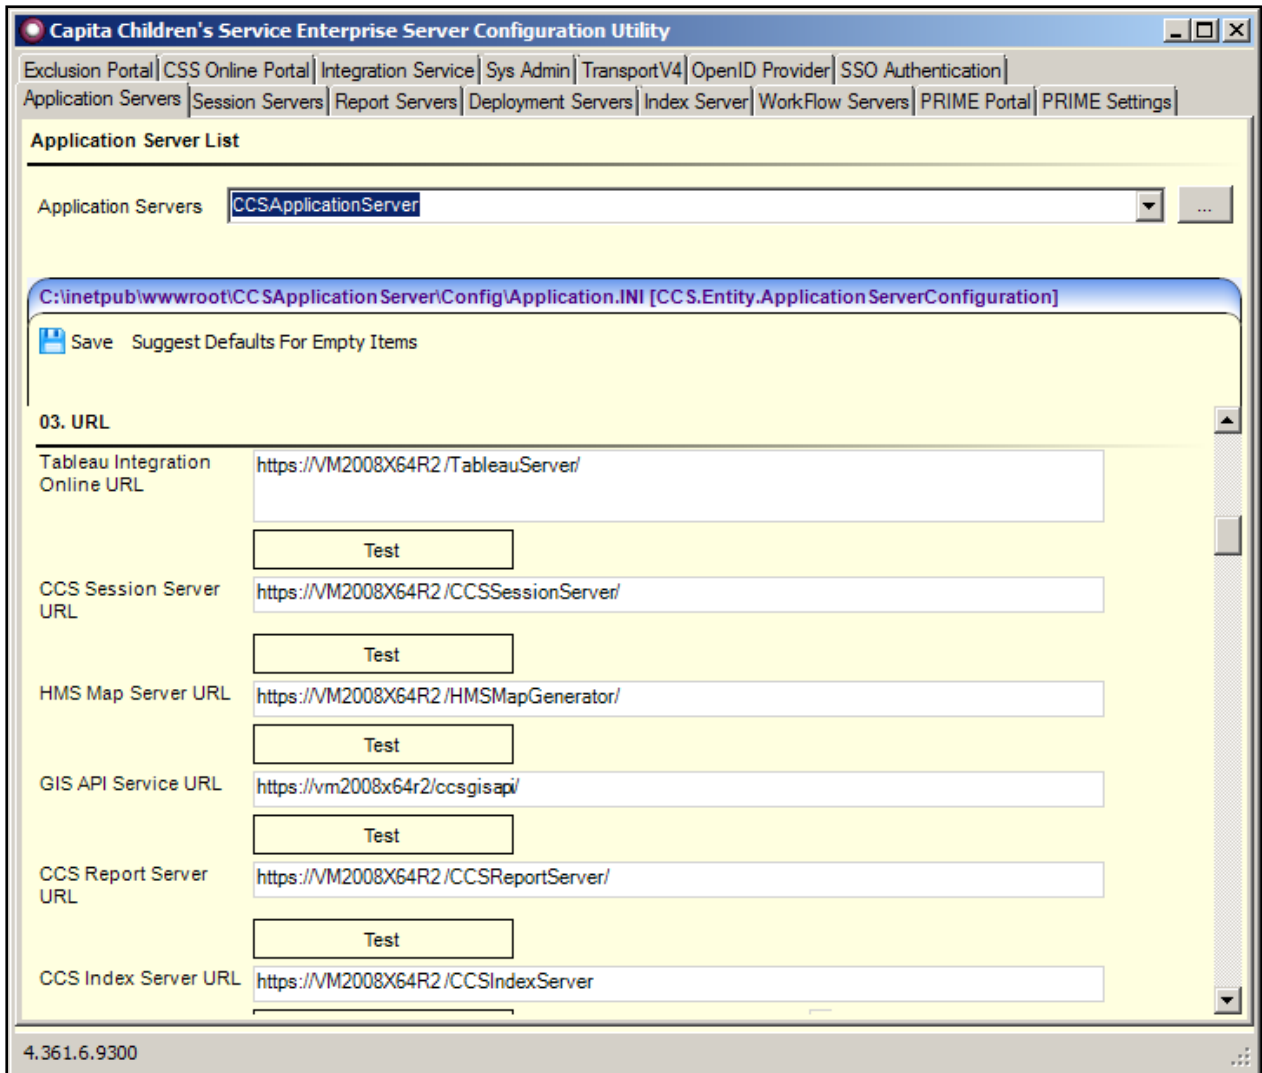 Capita Children's Service Enterprise Server Configuration Utility
Exclusion Portal CSS Online Portal Integration Service Sys Admin TransportV4 OpenID Provider SSO Authentication
Application Servers Session Servers Report Servers Deployment Servers Index Server WorkFlow Servers PRIME Portal PRIME Settings
Application Server List
Application Servers CCSApplicationServer ...
C:\inetpub\wwwroot\CCSApplicationServer\Config\Application.INI [CCS.Entity.ApplicationServerConfiguration]
Save Suggest Defaults For Empty Items
03. URL
Tableau Integration Online URL https://VM2008X64R2/TableauServer/
Test
CCS Session Server URL https://VM2008X64R2/CCSSessionServer/
Test
HMS Map Server URL https://VM2008X64R2/HMSMapGenerator/
Test
GIS API Service URL https://vm2008x64r2/ccsgisapi/
Test
CCS Report Server URL https://VM2008X64R2/CCSReportServer/
Test
CCS Index Server URL https://VM2008X64R2/CCSIndexServer
4.361.6.9300